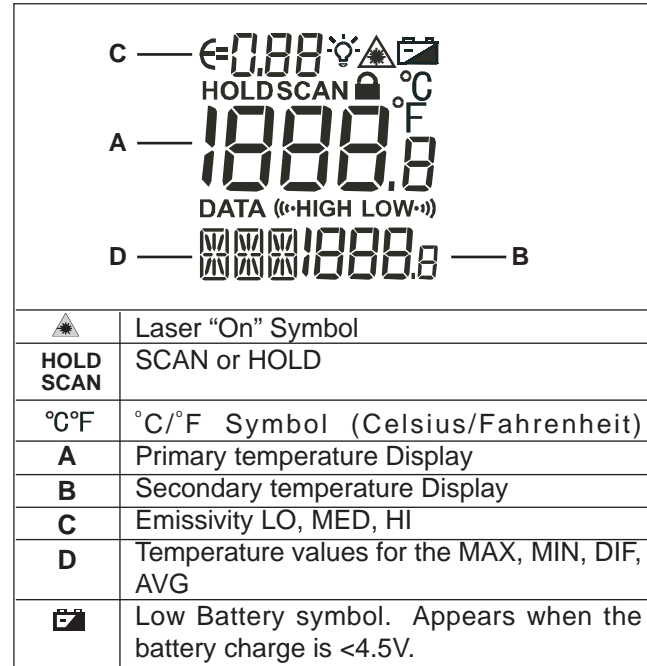 C €=0.88
HOLD SCAN °C
°F
A 1888.8
DATA ((·HIGH LOW·))
D 1888.8 B
Laser “On” Symbol
HOLD
SCAN
SCAN or HOLD
°C°F °C/°F Symbol (Celsius/Fahrenheit)
A Primary temperature Display
B Secondary temperature Display
C Emissivity LO, MED, HI
D Temperature values for the MAX, MIN, DIF,
AVG
Low Battery symbol. Appears when the
battery charge is <4.5V.